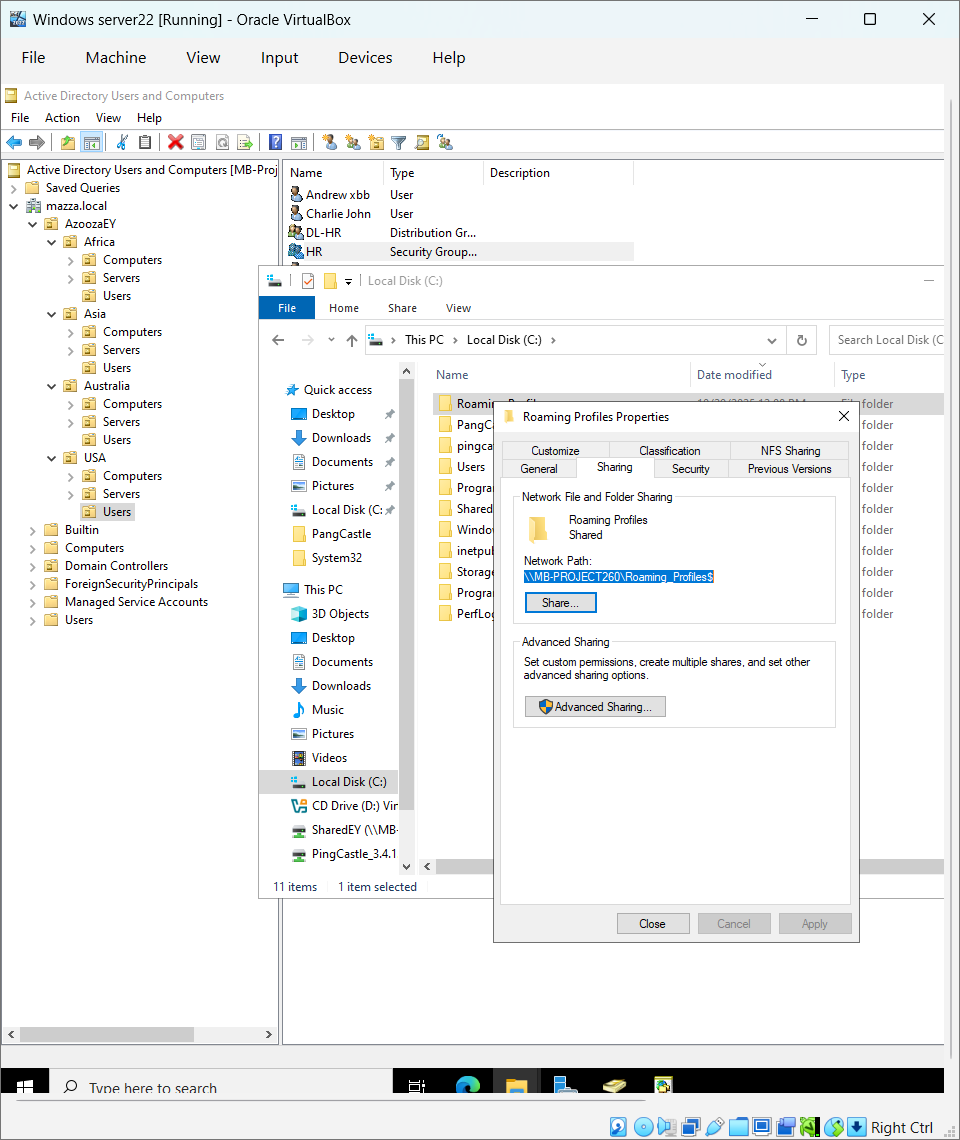 Windows server22 [Running] - Oracle VirtualBox
File Machine View Input Devices Help
Active Directory Users and Computers
File Action View Help
Active Directory Users and Computers [MB-Proj
Saved Queries
mazza.local
AzoozaEY
Africa
Computers
Servers
Users
Asia
Computers
Servers
Users
Australia
Computers
Servers
Users
USA
Computers
Servers
Users
Builtin
Computers
Domain Controllers
ForeignSecurityPrincipals
Managed Service Accounts
Users
Name Type Description
Andrew xbb User
Charlie John User
DL-HR Distribution Gr...
HR Security Group...
Local Disk (C:)
File Home Share View
This PC Local Disk (C:)
Search Local Disk (C
Quick access
Desktop
Downloads
Documents
Pictures
Local Disk (C:
PangCastle
System32
This PC
3D Objects
Desktop
Documents
Downloads
Music
Pictures
Videos
Local Disk (C:)
CD Drive (D:) Vir
SharedEY (\\MB-
PingCastle_3.4.1
Name Date modified Type
folder
PangCa folder
pingca folder
Users folder
Progra folder
Shared folder
Window folder
inetpu folder
Storag folder
Progra folder
PerfLo folder
11 items 1 item selected
Roaming Profiles Properties
Customize Classification NFS Sharing
General Sharing Security Previous Versions
Network File and Folder Sharing
Roaming Profiles
Shared
Network Path:
\\MB-PROJECT260\Roaming_Profiles$
Share...
Advanced Sharing
Set custom permissions, create multiple shares, and set other
advanced sharing options.
Advanced Sharing...
Close Cancel Apply
Type here to search
Right Ctrl